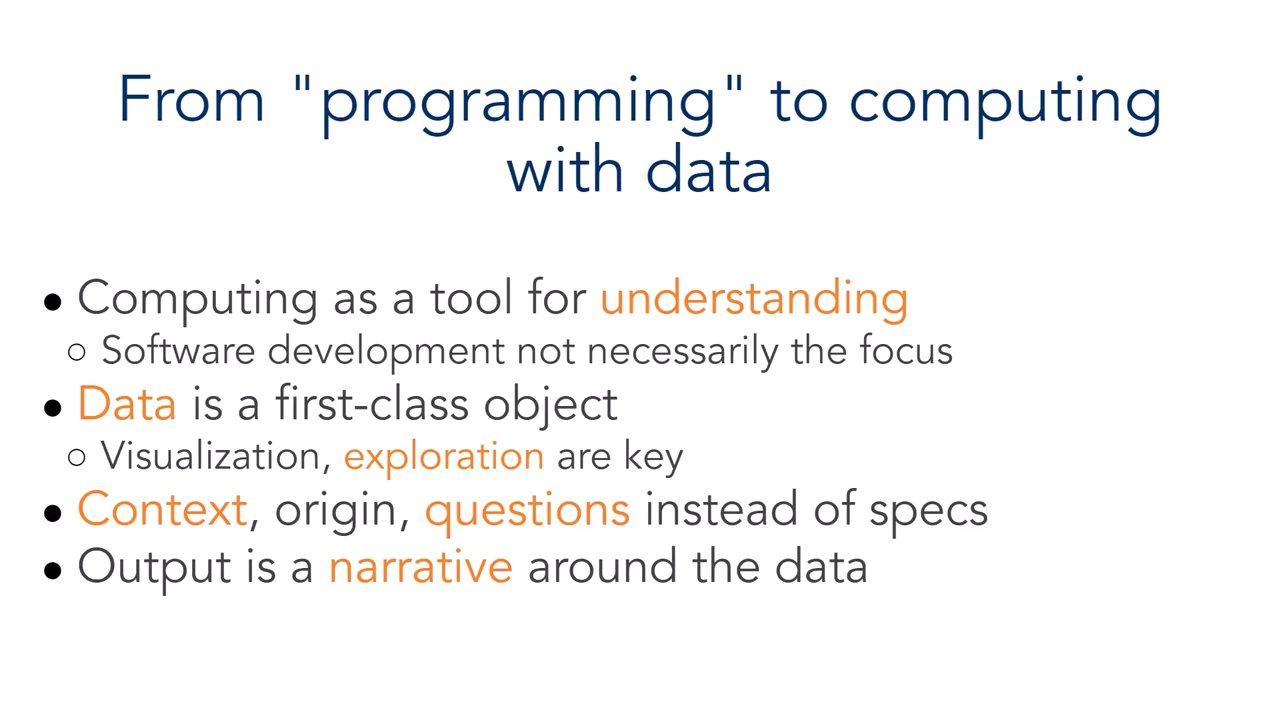 From "programming" to computing
with data
● Computing as a tool for understanding
○ Software development not necessarily the focus
● Data is a first-class object
○ Visualization, exploration are key
● Context, origin, questions instead of specs
● Output is a narrative around the data